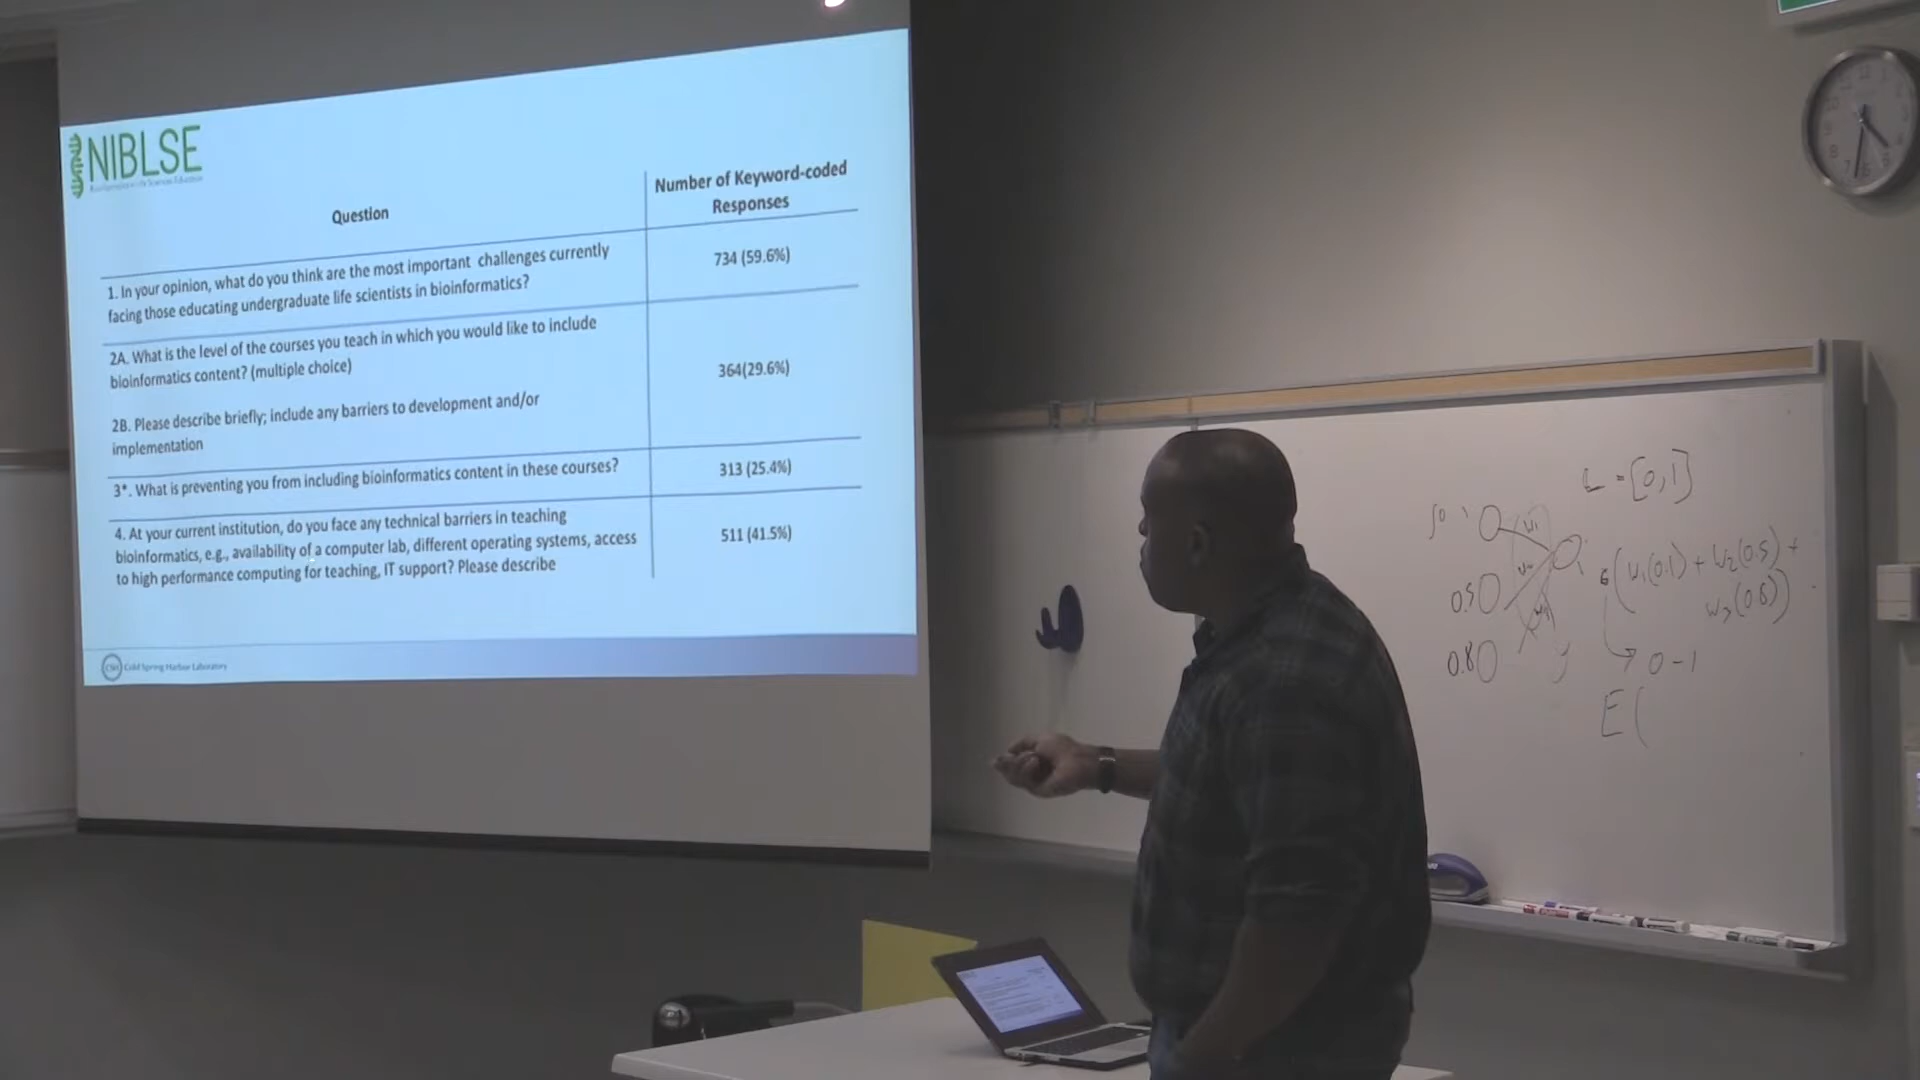 NIBLSE
Question
Number of Keyword-coded
Responses
1. In your opinion, what do you think are the most important challenges currently
facing those educating undergraduate life scientists in bioinformatics?
734 (59.6%)
2A. What is the level of the courses you teach in which you would like to include
bioinformatics content? (multiple choice)
2B. Please describe briefly; include any barriers to development and/or
implementation
364(29.6%)
3*. What is preventing you from including bioinformatics content in these courses?
313 (25.4%)
4. At your current institution, do you face any technical barriers in teaching
bioinformatics, e.g., availability of a computer lab, different operating systems, access
to high performance computing for teaching, IT support? Please describe
511 (41.5%)
CSH Cold Spring Harbor Laboratory
= [0,1]
W1
0.5
0.8
(W1(0.1) + W2(0.5) +
W3(0.8))
0-1
E(